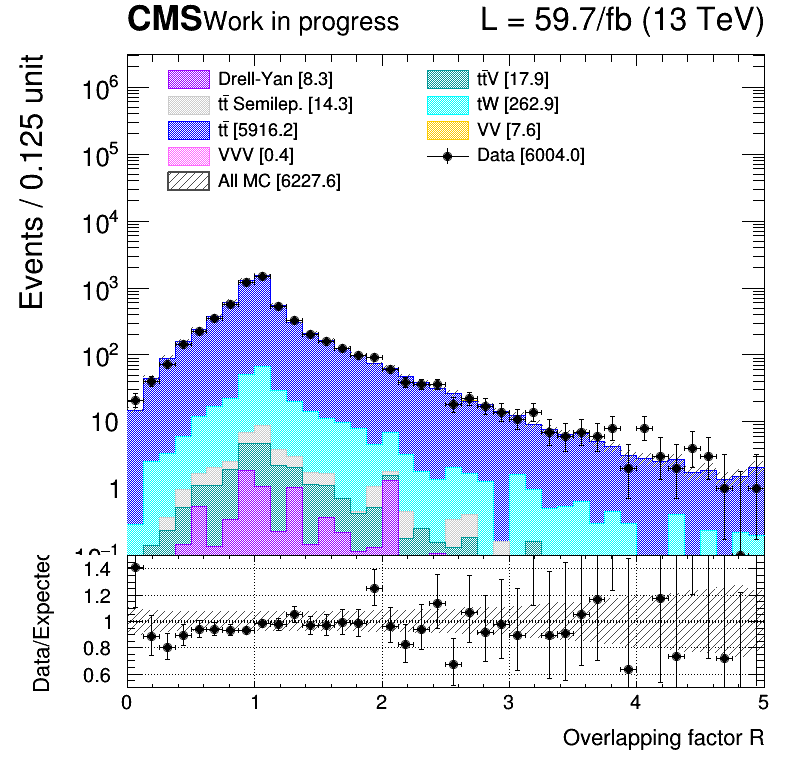 CMS Work in progress L = 59.7/fb (13 TeV)
Events / 0.125 unit
10⁶
10⁵
10⁴
10³
10²
10
1
10⁻¹
Drell-Yan [8.3]
tt̄ Semilep. [14.3]
tt̄ [5916.2]
VVV [0.4]
All MC [6227.6]
tt̄V [17.9]
tW [262.9]
VV [7.6]
Data [6004.0]
Data/Expected
1.4
1.2
1
0.8
0.6
0 1 2 3 4 5
Overlapping factor R